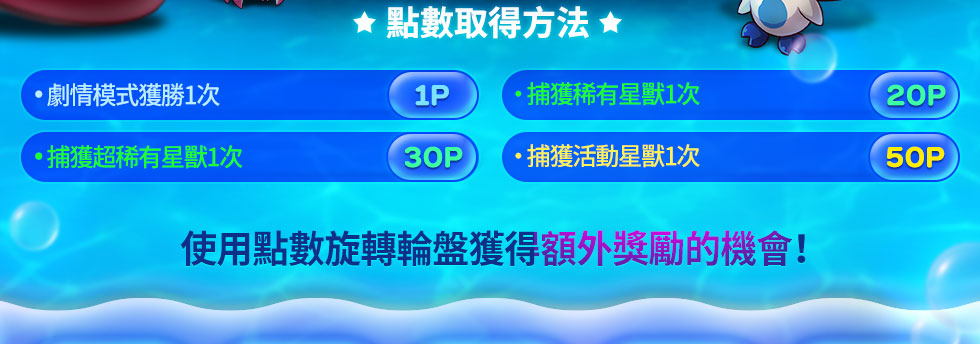 ★ 點數取得方法 ★
• 劇情模式獲勝1次 1P
• 捕獲稀有星獸1次 20P
• 捕獲超稀有星獸1次 30P
• 捕獲活動星獸1次 50P
使用點數旋轉輪盤獲得額外獎勵的機會!